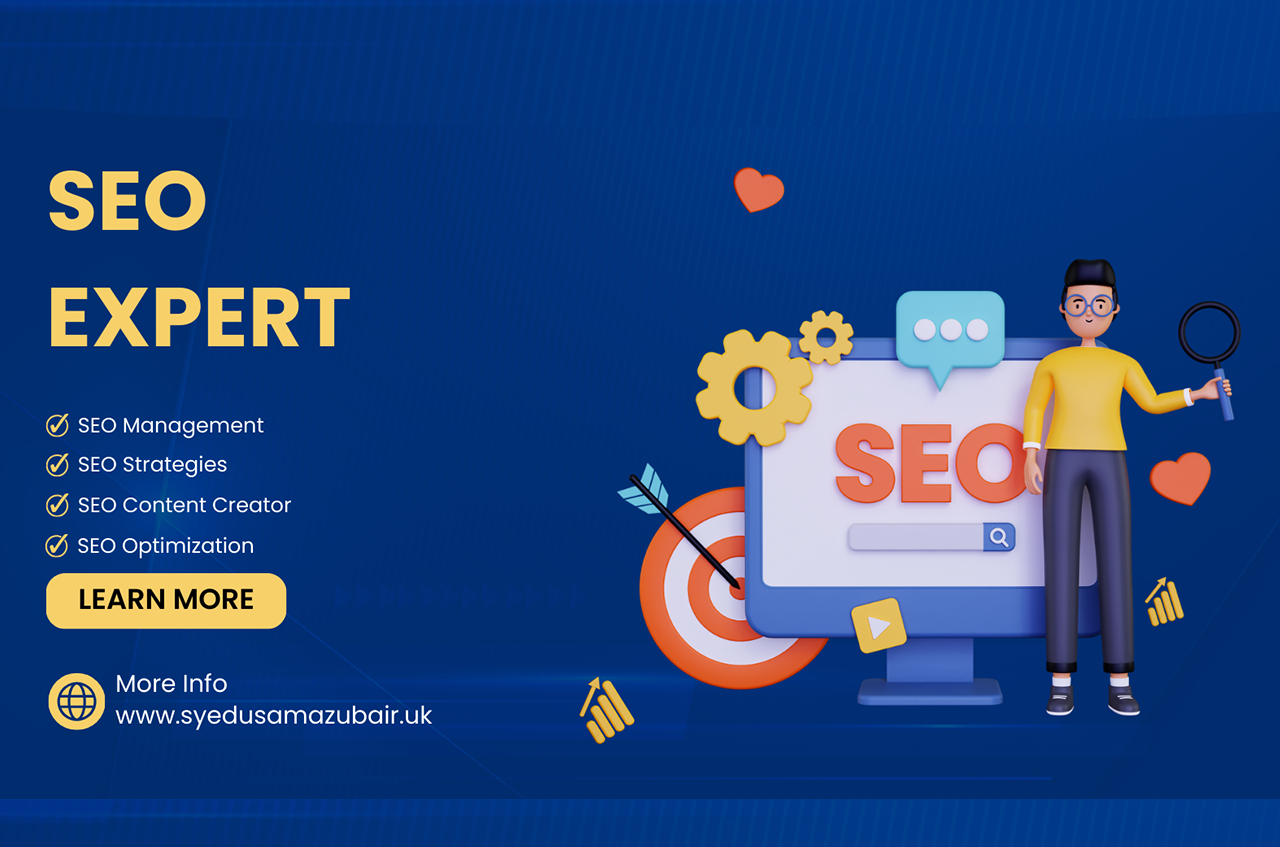 SEO
EXPERT
SEO Management
SEO Strategies
SEO Content Creator
SEO Optimization
LEARN MORE
More Info
www.syedusamazubair.uk
SEO